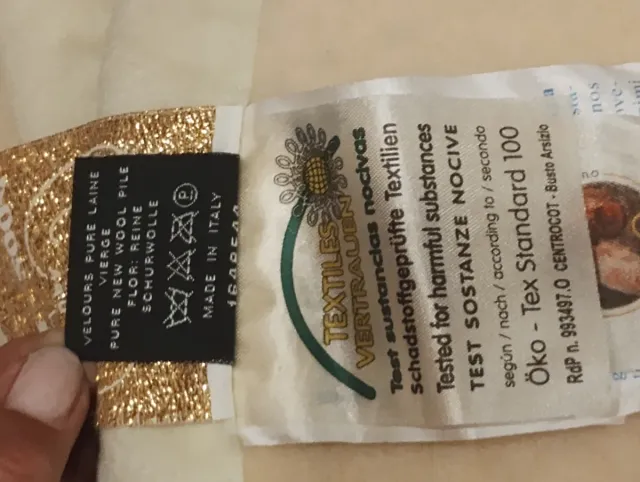 VELOURS PURE LAINE
VIERGE
PURE NEW WOOL PILE
FLOR: REINE
SCHURWOLLE
P
MADE IN ITALY
TEXTILES
VERTRAUEN
Test sustandas nocivas
Schadstoffgeprüfte Textilien
Tested for harmful substances
TEST SOSTANZE NOCIVE
según / nach / according to / secondo
Öko - Tex Standard 100
RdP n. 993497.0 CENTROCOT - Busto Arsizio
nos